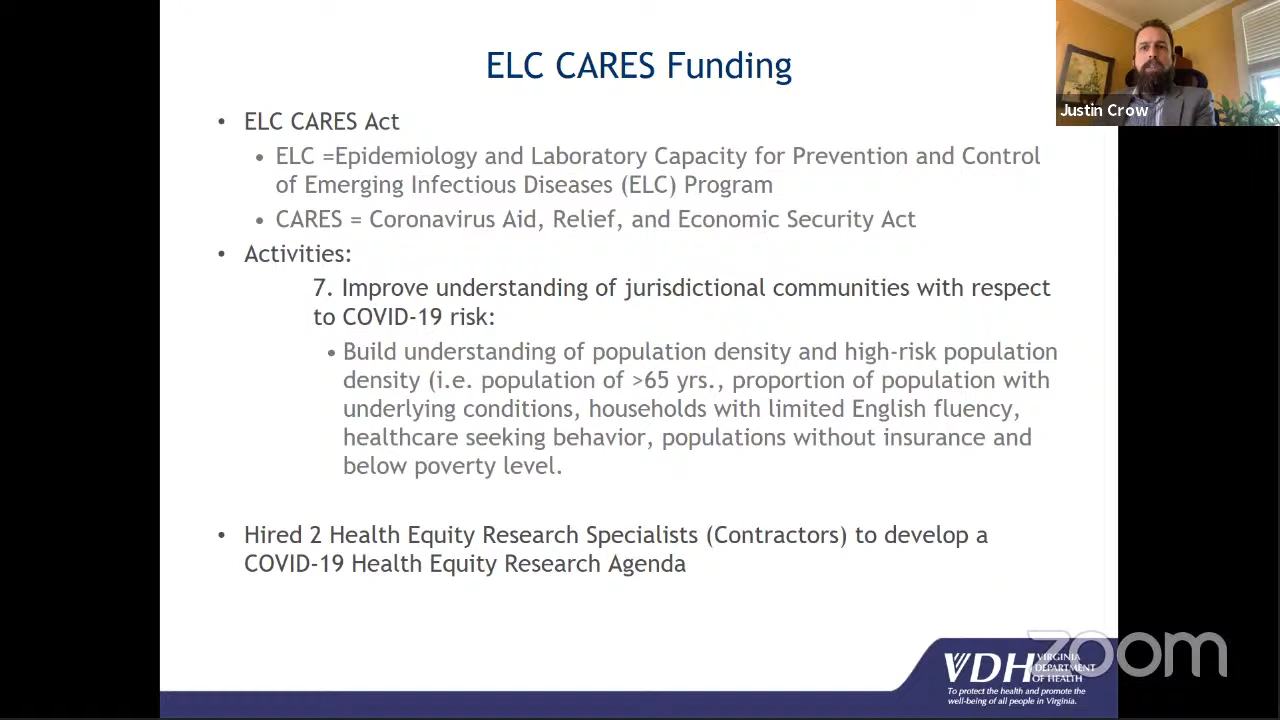 ELC CARES Funding
Justin Crow
• ELC CARES Act
• ELC =Epidemiology and Laboratory Capacity for Prevention and Control
of Emerging Infectious Diseases (ELC) Program
• CARES = Coronavirus Aid, Relief, and Economic Security Act
• Activities:
7. Improve understanding of jurisdictional communities with respect
to COVID-19 risk:
• Build understanding of population density and high-risk population
density (i.e. population of >65 yrs., proportion of population with
underlying conditions, households with limited English fluency,
healthcare seeking behavior, populations without insurance and
below poverty level.
• Hired 2 Health Equity Research Specialists (Contractors) to develop a
COVID-19 Health Equity Research Agenda
zoom
VDH VIRGINIA
DEPARTMENT
OF HEALTH
To protect the health and promote the
well-being of all people in Virginia.